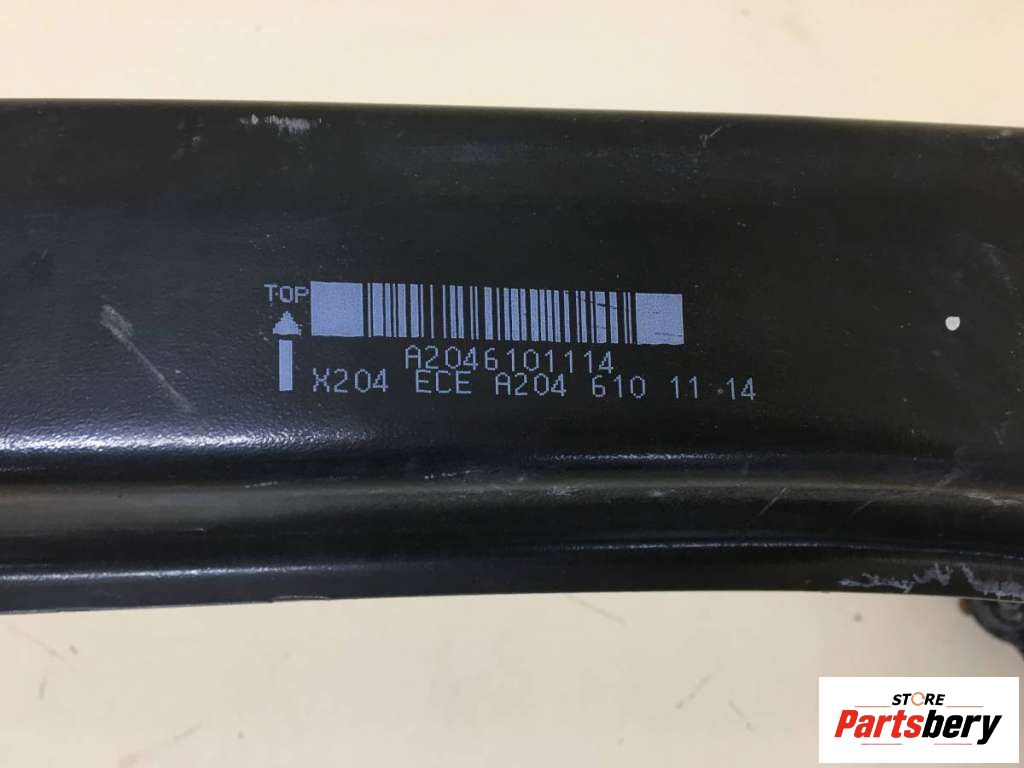 TOP
A2046101114
X204 ECE A204 610 11 14
STORE
Partsbery